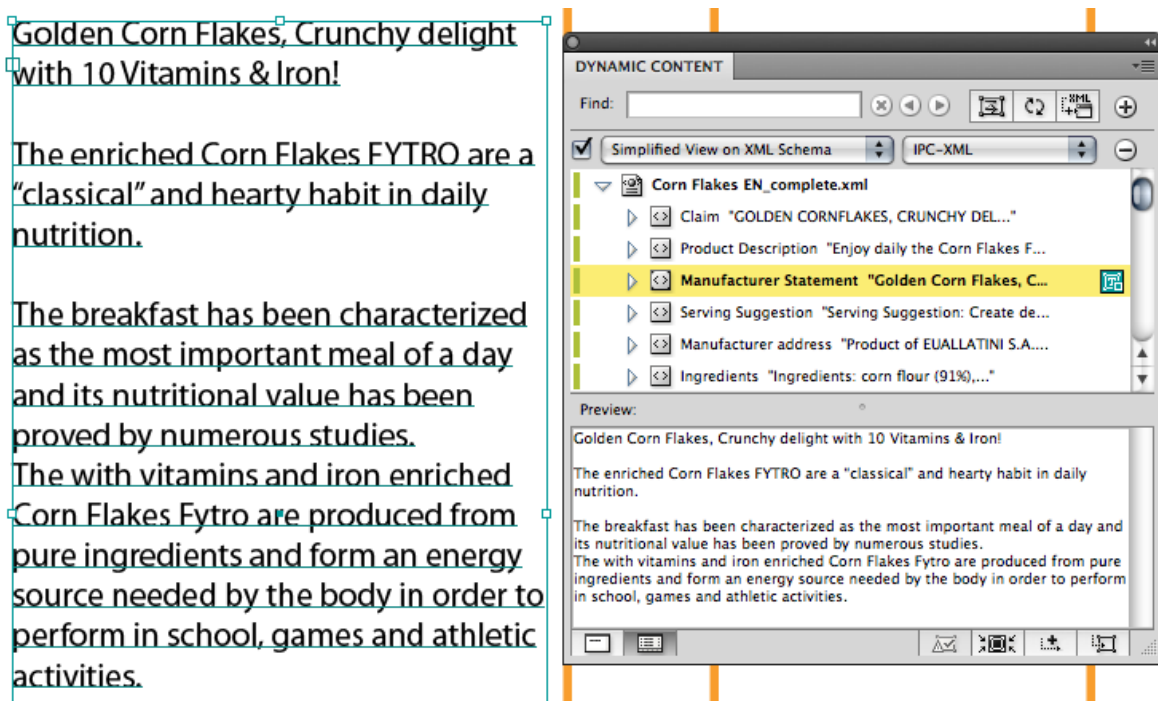 Golden Corn Flakes, Crunchy delight
with 10 Vitamins & Iron!
The enriched Corn Flakes FYTRO are a
“classical” and hearty habit in daily
nutrition.
The breakfast has been characterized
as the most important meal of a day
and its nutritional value has been
proved by numerous studies.
The with vitamins and iron enriched
Corn Flakes Fytro are produced from
pure ingredients and form an energy
source needed by the body in order to
perform in school, games and athletic
activities.
DYNAMIC CONTENT
Find:
XML
Simplified View on XML Schema
IPC-XML
Corn Flakes EN_complete.xml
Claim "GOLDEN CORNFLAKES, CRUNCHY DEL..."
Product Description "Enjoy daily the Corn Flakes F...
Manufacturer Statement "Golden Corn Flakes, C...
Serving Suggestion "Serving Suggestion: Create de...
Manufacturer address "Product of EUALLATINI S.A....
Ingredients "Ingredients: corn flour (91%),..."
Preview:
Golden Corn Flakes, Crunchy delight with 10 Vitamins & Iron!
The enriched Corn Flakes FYTRO are a “classical” and hearty habit in daily
nutrition.
The breakfast has been characterized as the most important meal of a day and
its nutritional value has been proved by numerous studies.
The with vitamins and iron enriched Corn Flakes Fytro are produced from pure
ingredients and form an energy source needed by the body in order to perform
in school, games and athletic activities.